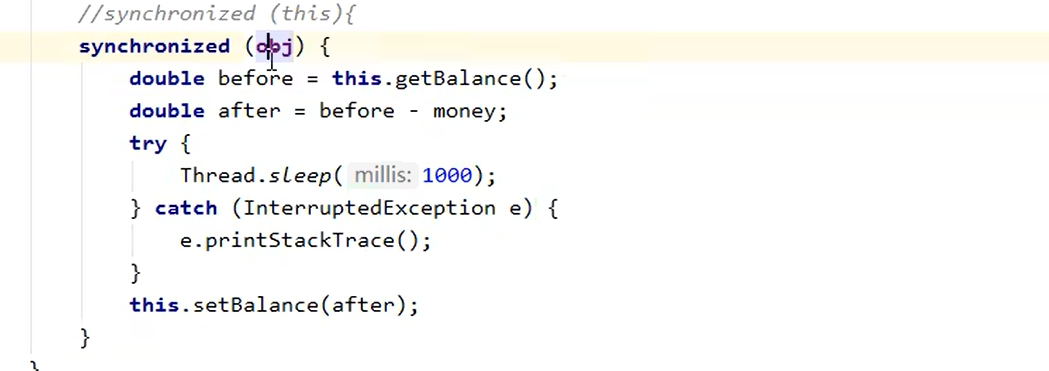 //synchronized (this){
synchronized (obj) {
double before = this.getBalance();
double after = before - money;
try {
Thread.sleep( millis: 1000);
} catch (InterruptedException e) {
e.printStackTrace();
}
this.setBalance(after);
}
}